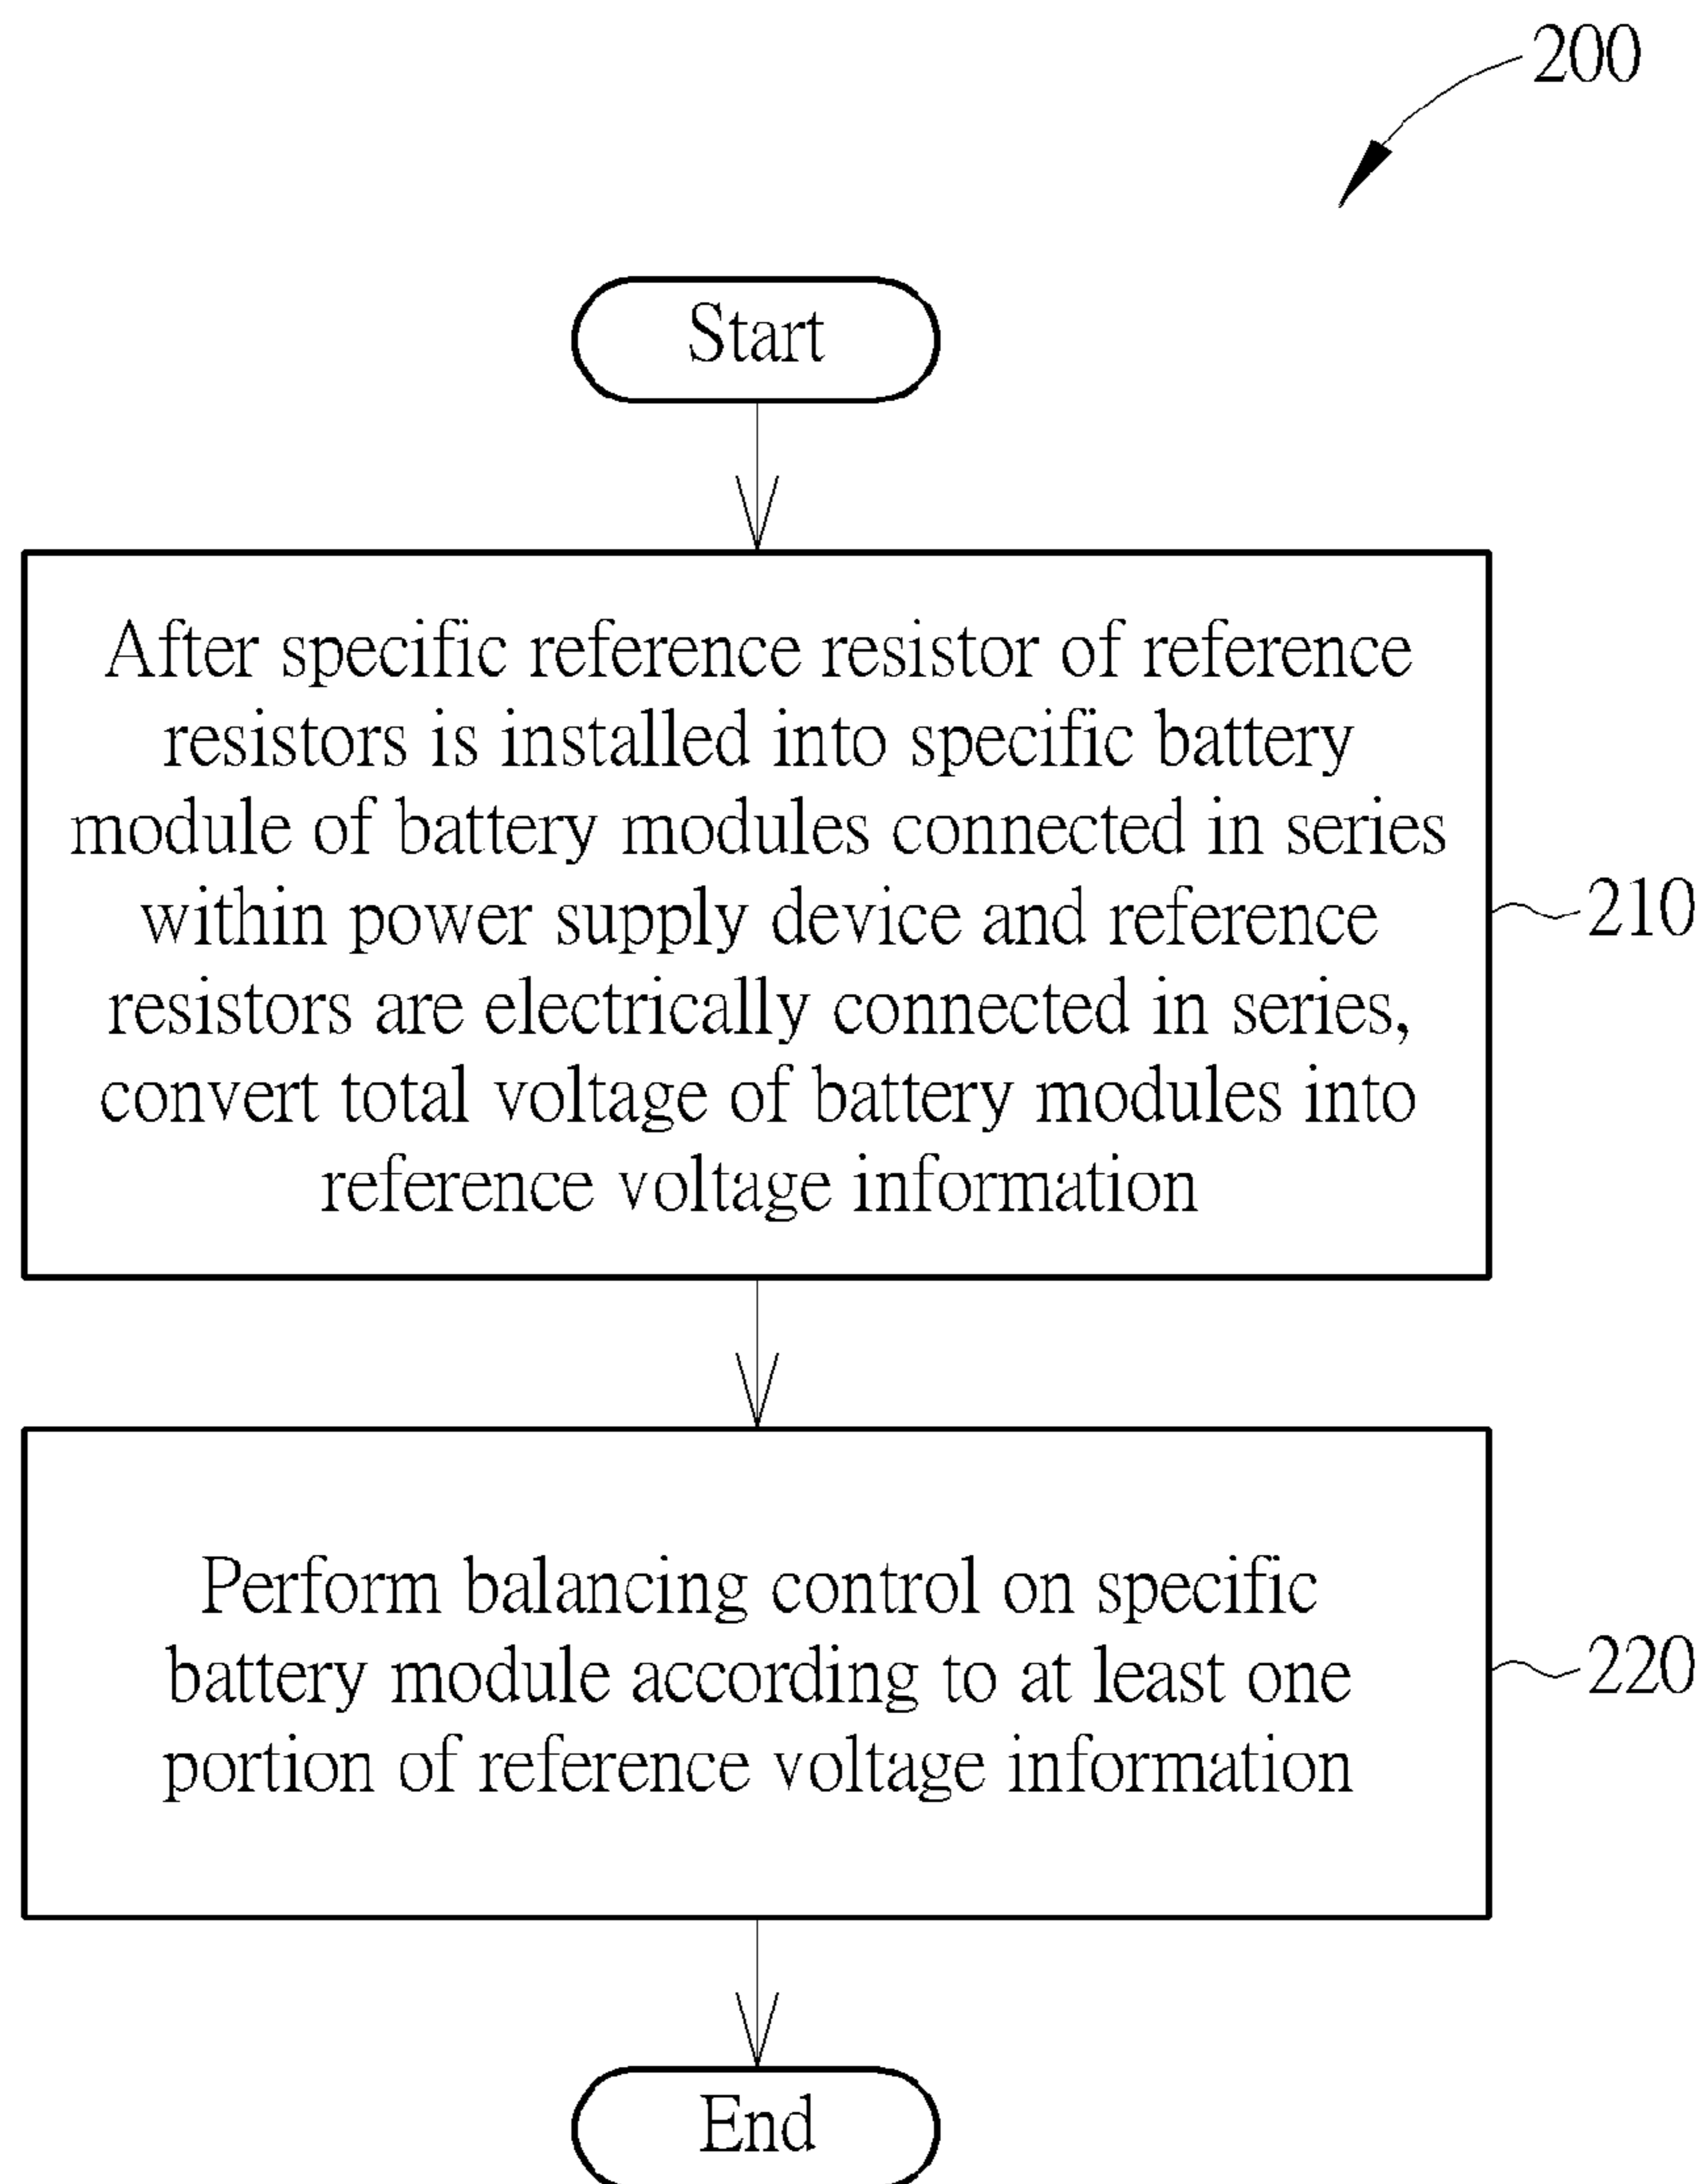 200
Start
After specific reference resistor of reference
resistors is installed into specific battery
module of battery modules connected in series
within power supply device and reference
resistors are electrically connected in series,
convert total voltage of battery modules into
reference voltage information
210
Perform balancing control on specific
battery module according to at least one
portion of reference voltage information
220
End